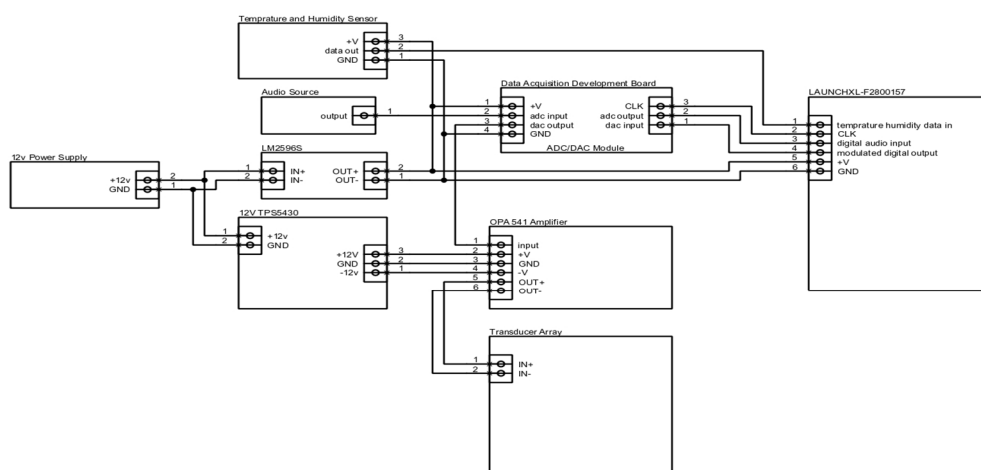 Temprature and Humidity Sensor
+V 3
data out 2
GND 1
Audio Source
output 1
Data Acquisition Development Board
1 +V CLK 3
2 adc input adc output 2
3 dac output dac input 1
4 GND
ADC/DAC Module
LAUNCHXL-F2800157
1 temprature humidity data in
2 CLK
3 digital audio input
4 modulated digital output
5 +V
6 GND
12v Power Supply
+12v 2
GND 1
LM2596S
1 IN+ OUT+ 2
2 IN- OUT- 1
12V TPS5430
1 +12v
2 GND
+12V 3
GND 2
-12v 1
OPA 541 Amplifier
1 input
2 +V
3 GND
4 -V
5 OUT+
6 OUT-
Transducer Array
1 IN+
2 IN-